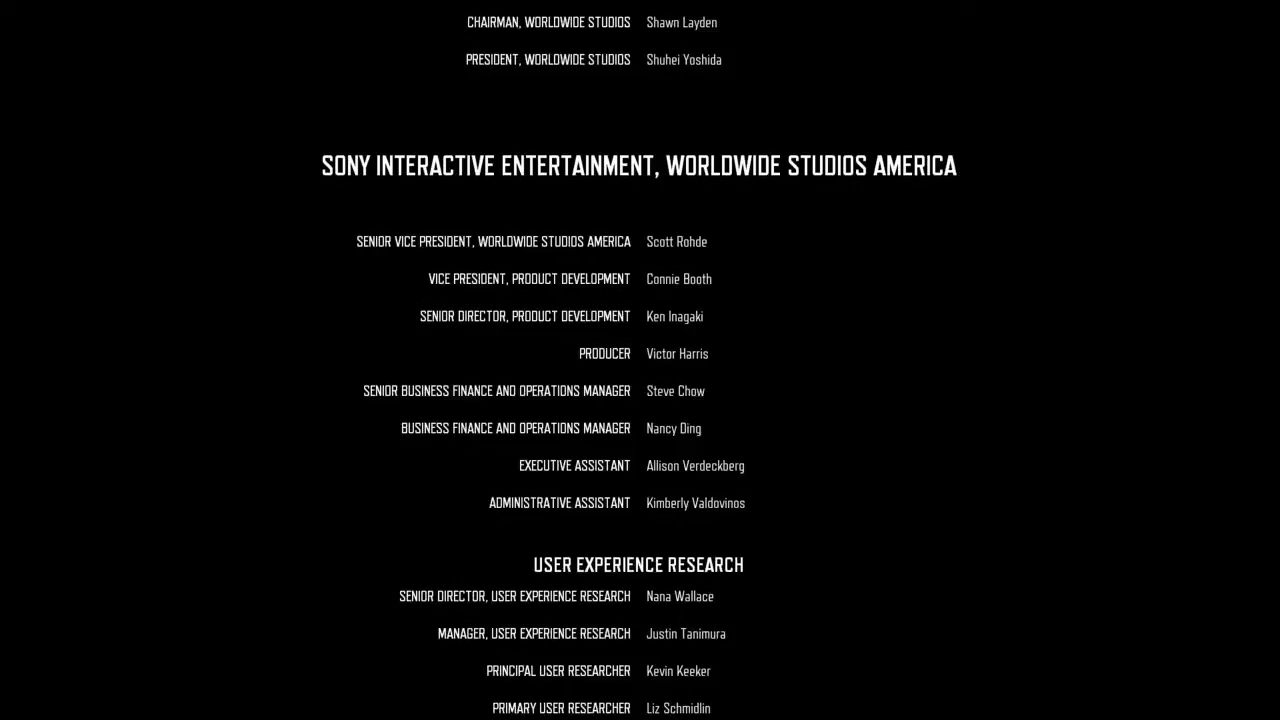 CHAIRMAN, WORLDWIDE STUDIOS Shawn Layden
PRESIDENT, WORLDWIDE STUDIOS Shuhei Yoshida
SONY INTERACTIVE ENTERTAINMENT, WORLDWIDE STUDIOS AMERICA
SENIOR VICE PRESIDENT, WORLDWIDE STUDIOS AMERICA Scott Rohde
VICE PRESIDENT, PRODUCT DEVELOPMENT Connie Booth
SENIOR DIRECTOR, PRODUCT DEVELOPMENT Ken Inagaki
PRODUCER Victor Harris
SENIOR BUSINESS FINANCE AND OPERATIONS MANAGER Steve Chow
BUSINESS FINANCE AND OPERATIONS MANAGER Nancy Ding
EXECUTIVE ASSISTANT Allison Verdeckberg
ADMINISTRATIVE ASSISTANT Kimberly Valdovinos
USER EXPERIENCE RESEARCH
SENIOR DIRECTOR, USER EXPERIENCE RESEARCH Nana Wallace
MANAGER, USER EXPERIENCE RESEARCH Justin Tanimura
PRINCIPAL USER RESEARCHER Kevin Keeker
PRIMARY USER RESEARCHER Liz Schmidlin